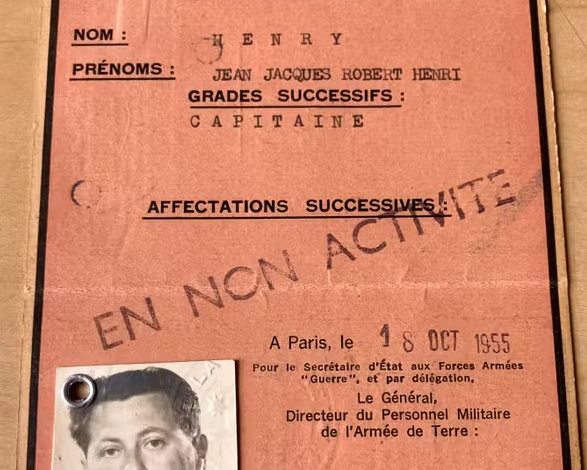 NOM : H E N R Y
PRÉNOMS : JEAN JACQUES ROBERT HENRI
GRADES SUCCESSIFS :
C A P I T A I N E
AFFECTATIONS SUCCESSIVES :
EN NON ACTIVITE
A Paris, le 18 OCT 1955
Pour le Secrétaire d'État aux Forces Armées
"Guerre", et par délégation,
Le Général,
Directeur du Personnel Militaire
de l'Armée de Terre :